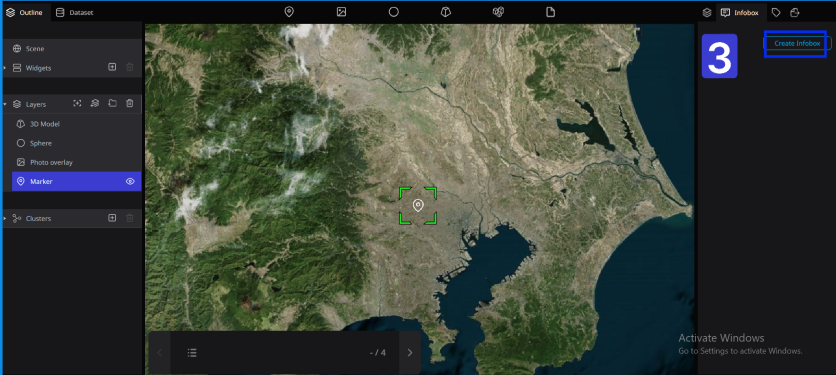 Outline
Dataset
Infobox
Scene
Widgets
Layers
3D Model
Sphere
Photo overlay
Marker
Clusters
3
Create Infobox
- / 4
Activate Windows
Go to Settings to activate Windows.